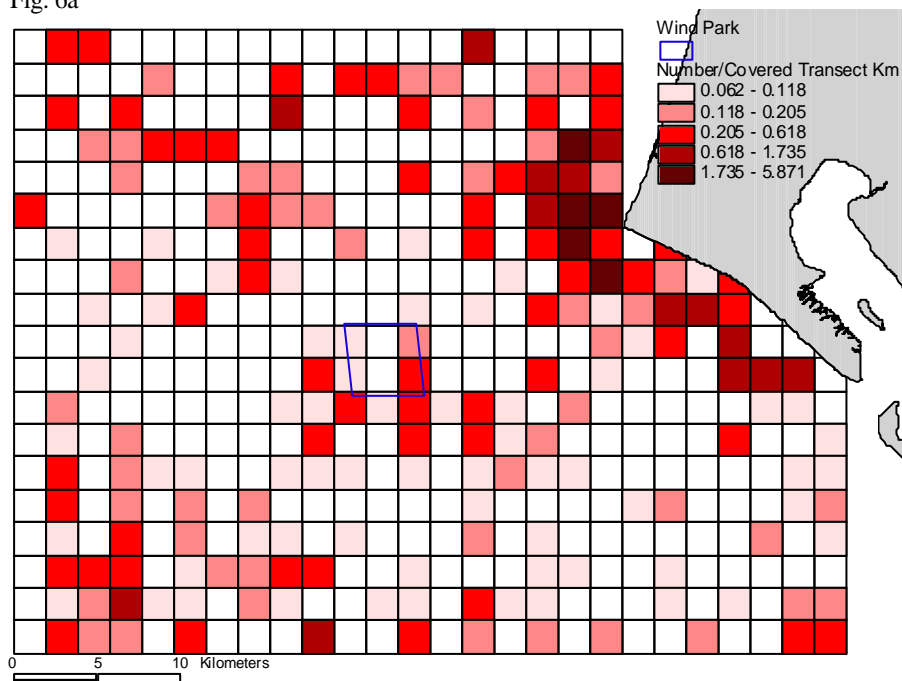 Fig. 6a
Wind Park
Number/Covered Transect Km
0.062 - 0.118
0.118 - 0.205
0.205 - 0.618
0.618 - 1.735
1.735 - 5.871
0 5 10 Kilometers